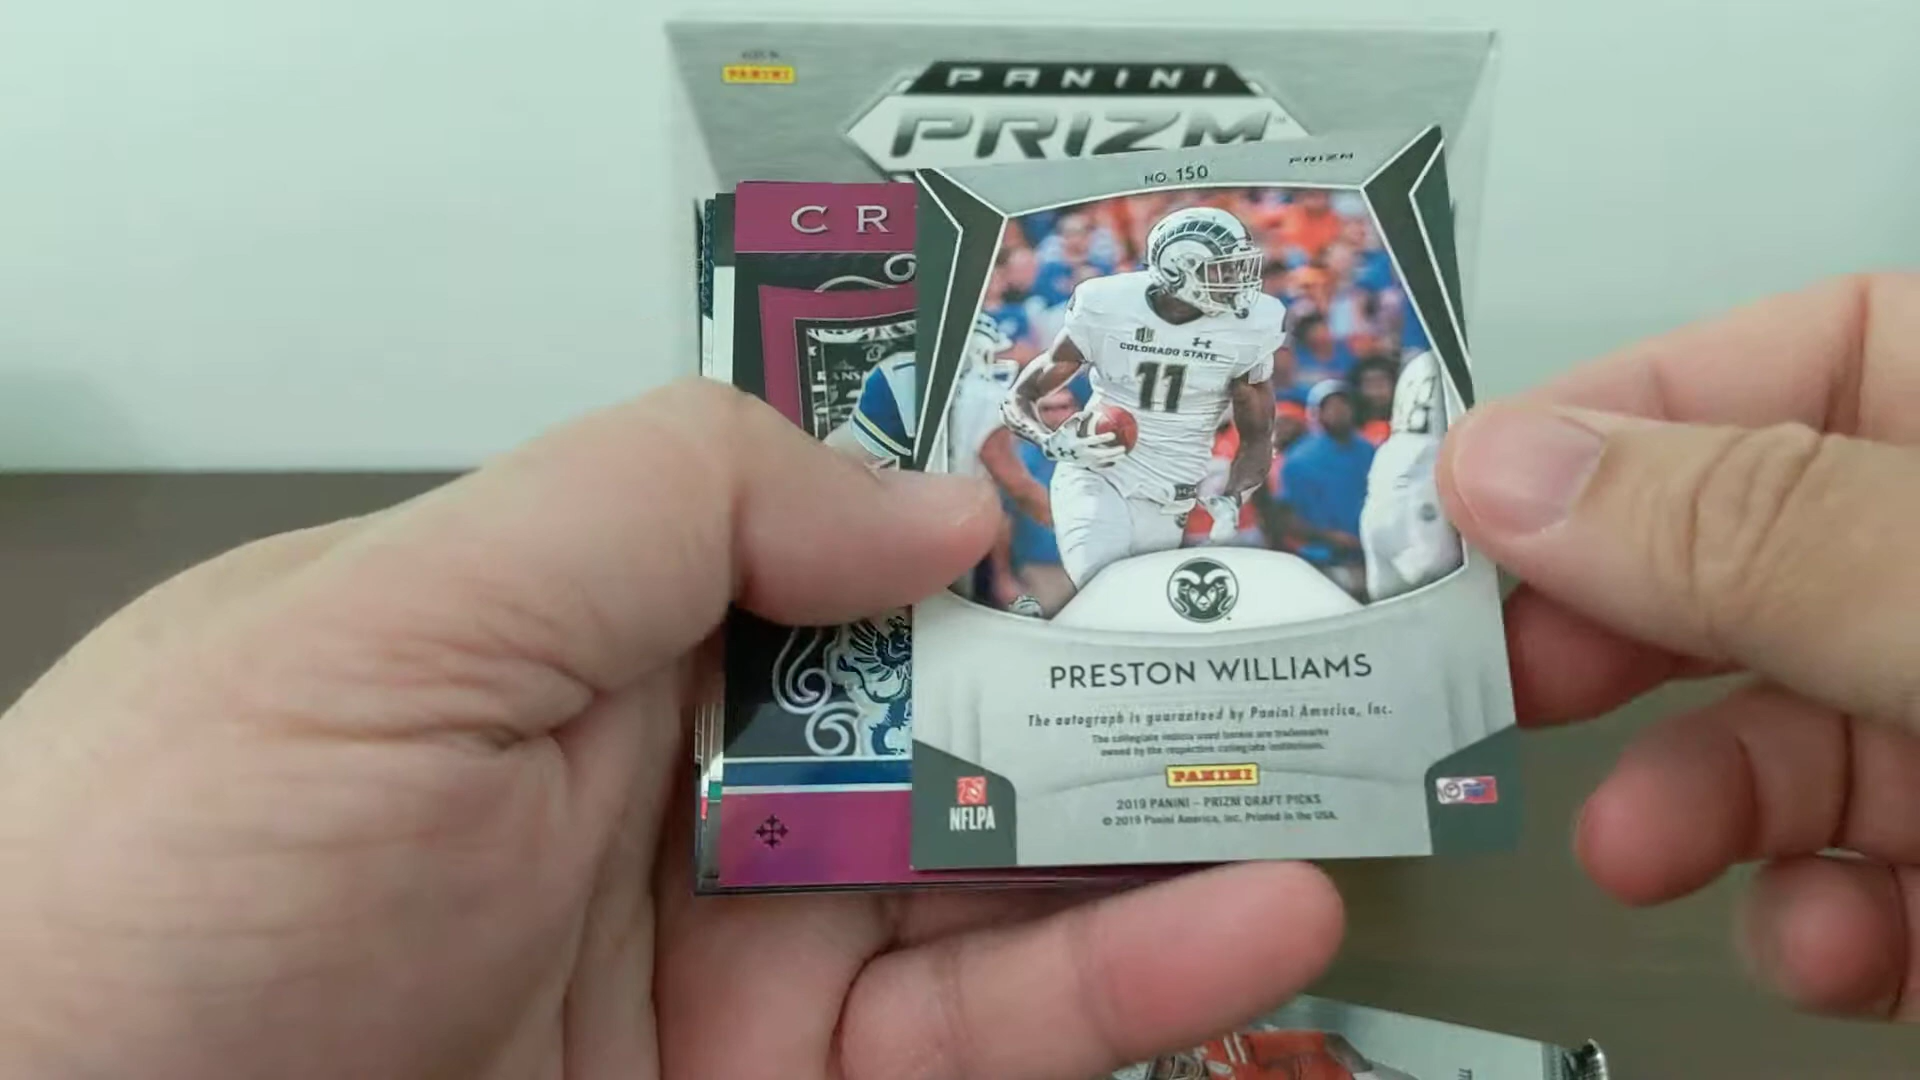 PANINI
PANINI
PRIZM
NO. 150
PRIZM
CR
KANSA
COLORADO STATE
11
PRESTON WILLIAMS
The autograph is guaranteed by Panini America, Inc.
The collegiate indicia used herein are trademarks
owned by the respective collegiate institutions.
PANINI
NFLPA
2019 PANINI – PRIZM DRAFT PICKS
© 2019 Panini America, Inc. Printed in the USA.